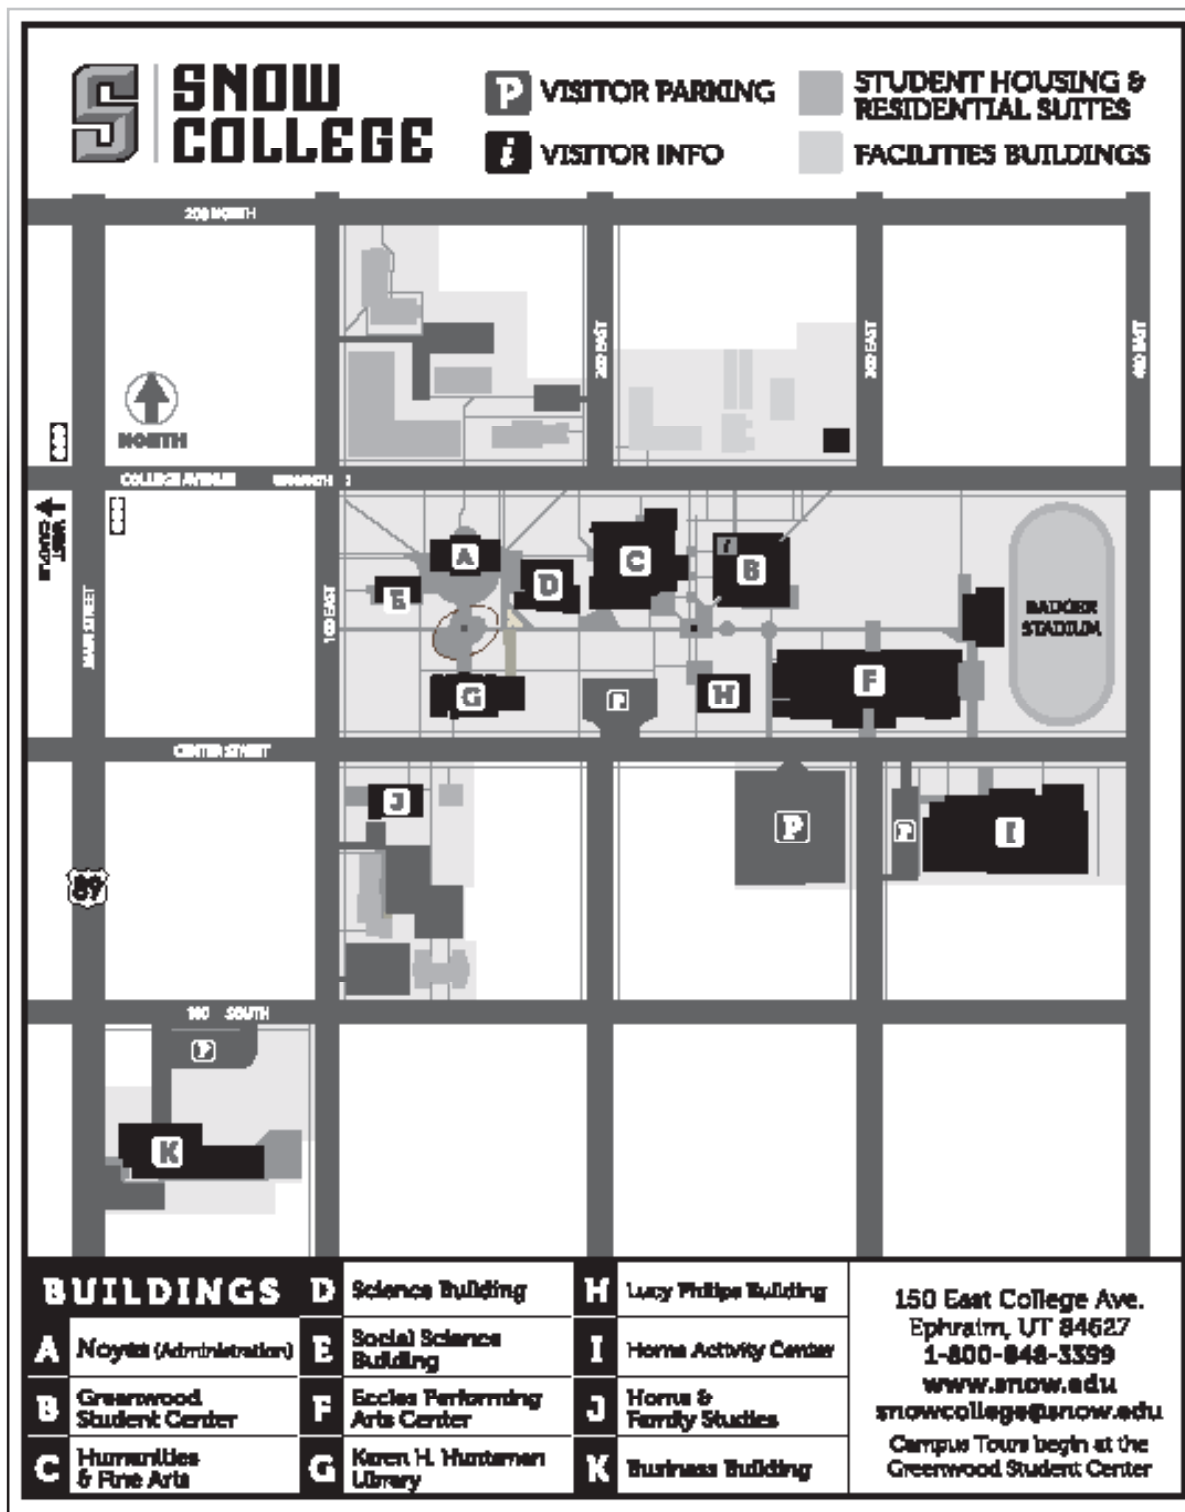 SNOW
COLLEGE
P VISITOR PARKING
i VISITOR INFO
STUDENT HOUSING &
RESIDENTIAL SUITES
FACILITIES BUILDINGS
200 NORTH
200 EAST
300 EAST
400 EAST
NORTH
COLLEGE AVENUE
WEST
CAMPUS
MAIN STREET
100 EAST
A
B
i
C
D
E
F
G
H
P
BADGER
STADIUM
CENTER STREET
J
P
P
I
89
100 SOUTH
P
K
BUILDINGS
A Noyes (Administration)
B Greenwood
Student Center
C Humanities
& Fine Arts
D Science Building
E Social Science
Building
F Eccles Performing
Arts Center
G Karen H. Huntsman
Library
H Lucy Phillips Building
I Horne Activity Center
J Home &
Family Studies
K Business Building
150 East College Ave.
Ephraim, UT 84627
1-800-848-3399
www.snow.edu
snowcollege@snow.edu
Campus Tours begin at the
Greenwood Student Center